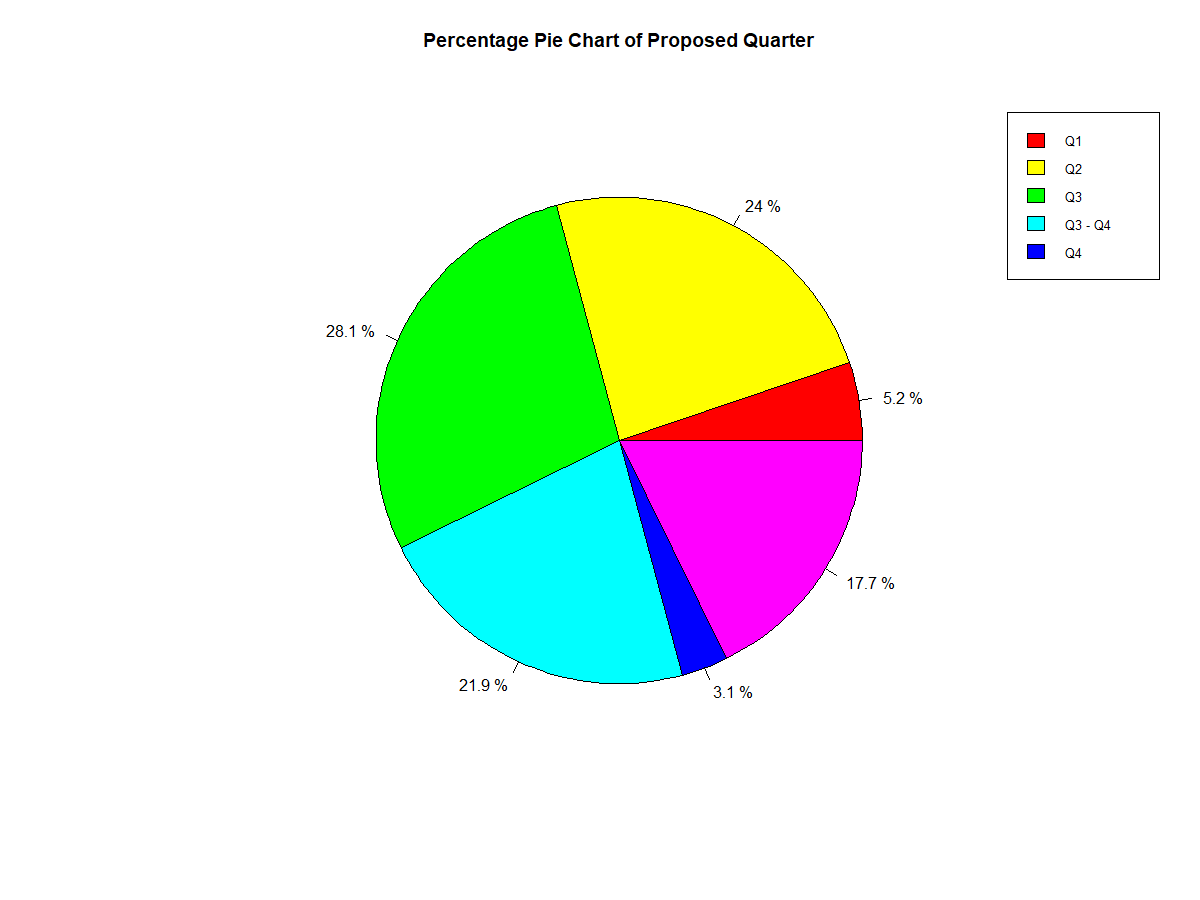 Percentage Pie Chart of Proposed Quarter
Q1
Q2
Q3
Q3 - Q4
Q4
24 %
28.1 %
5.2 %
17.7 %
21.9 %
3.1 %